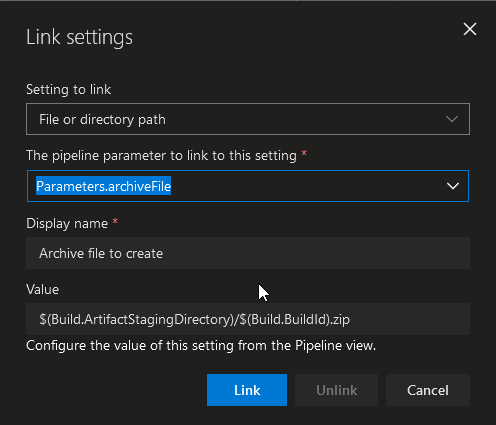 Link settings
Setting to link
File or directory path
The pipeline parameter to link to this setting *
Parameters.archiveFile
Display name *
Archive file to create
Value
$(Build.ArtifactStagingDirectory)/$(Build.BuildId).zip
Configure the value of this setting from the Pipeline view.
Link
Unlink
Cancel